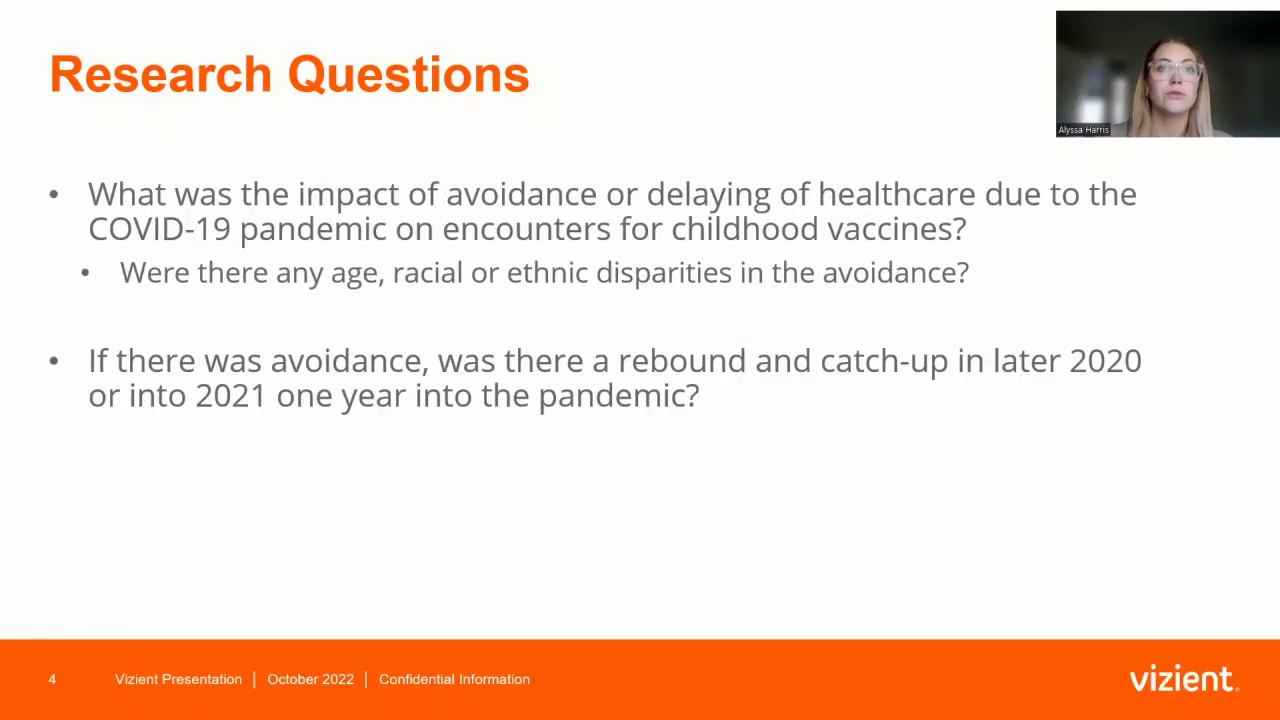 Research Questions
Alyssa Harris
• What was the impact of avoidance or delaying of healthcare due to the
COVID-19 pandemic on encounters for childhood vaccines?
• Were there any age, racial or ethnic disparities in the avoidance?
• If there was avoidance, was there a rebound and catch-up in later 2020
or into 2021 one year into the pandemic?
4 Vizient Presentation | October 2022 | Confidential Information
vizient.